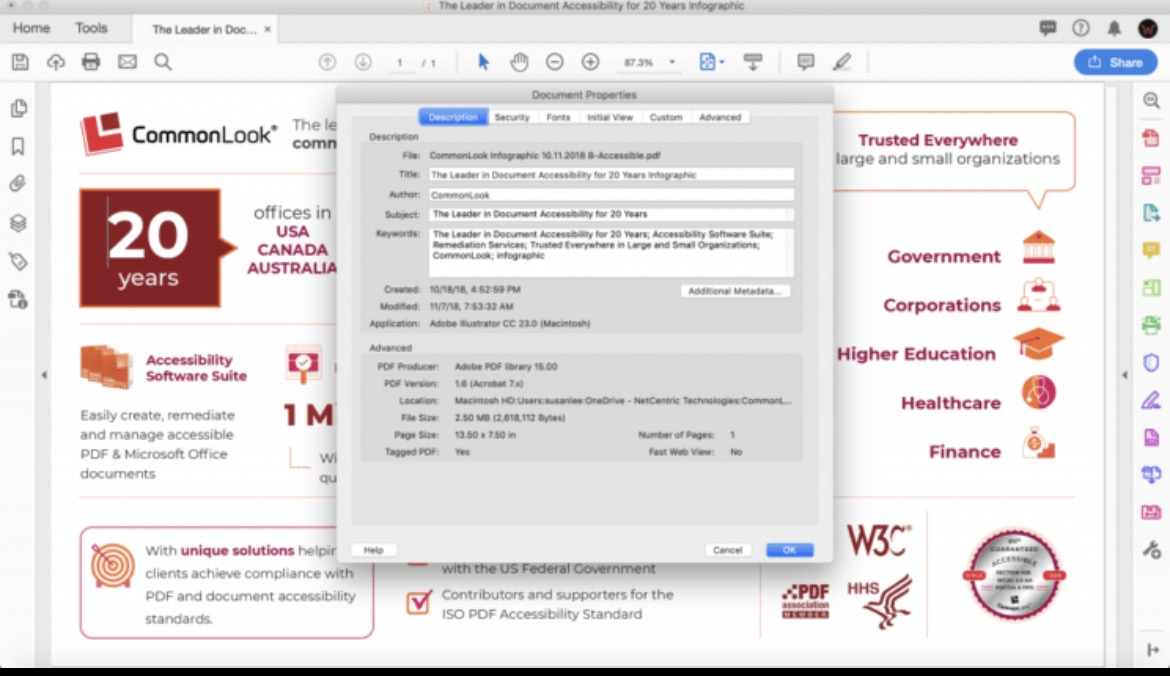 The Leader in Document Accessibility for 20 Years Infographic
Home
Tools
The Leader in Doc... ×
1 / 1
87.3%
Share
CommonLook®
The le
comm
20
years
offices in
USA
CANADA
AUSTRALIA
Accessibility
Software Suite
Easily create, remediate
and manage accessible
PDF & Microsoft Office
documents
1 M
Wi
qu
With unique solutions helpin
clients achieve compliance with
PDF and document accessibility
standards.
Document Properties
Description Security Fonts Initial View Custom Advanced
Description
File: CommonLook Infographic 10.11.2018 B-Accessible.pdf
Title: The Leader in Document Accessibility for 20 Years Infographic
Author: CommonLook
Subject: The Leader in Document Accessibility for 20 Years
Keywords: The Leader in Document Accessibility for 20 Years; Accessibility Software Suite;
Remediation Services; Trusted Everywhere in Large and Small Organizations;
CommonLook; infographic
Created: 10/18/18, 4:52:59 PM
Additional Metadata...
Modified: 11/7/18, 7:53:32 AM
Application: Adobe Illustrator CC 23.0 (Macintosh)
Advanced
PDF Producer: Adobe PDF library 15.00
PDF Version: 1.6 (Acrobat 7.x)
Location: Macintosh HD:Users:susanlee:OneDrive - NetCentric Technologies:CommonL...
File Size: 2.50 MB (2,618,112 Bytes)
Page Size: 13.50 x 7.50 in Number of Pages: 1
Tagged PDF: Yes Fast Web View: No
Help
Cancel
OK
with the US Federal Government
Contributors and supporters for the
ISO PDF Accessibility Standard
Trusted Everywhere
large and small organizations
Government
Corporations
Higher Education
Healthcare
Finance
W3C®
PDF
association
MEMBER
HHS
GUARANTEED
ACCESSIBLE
CommonLook